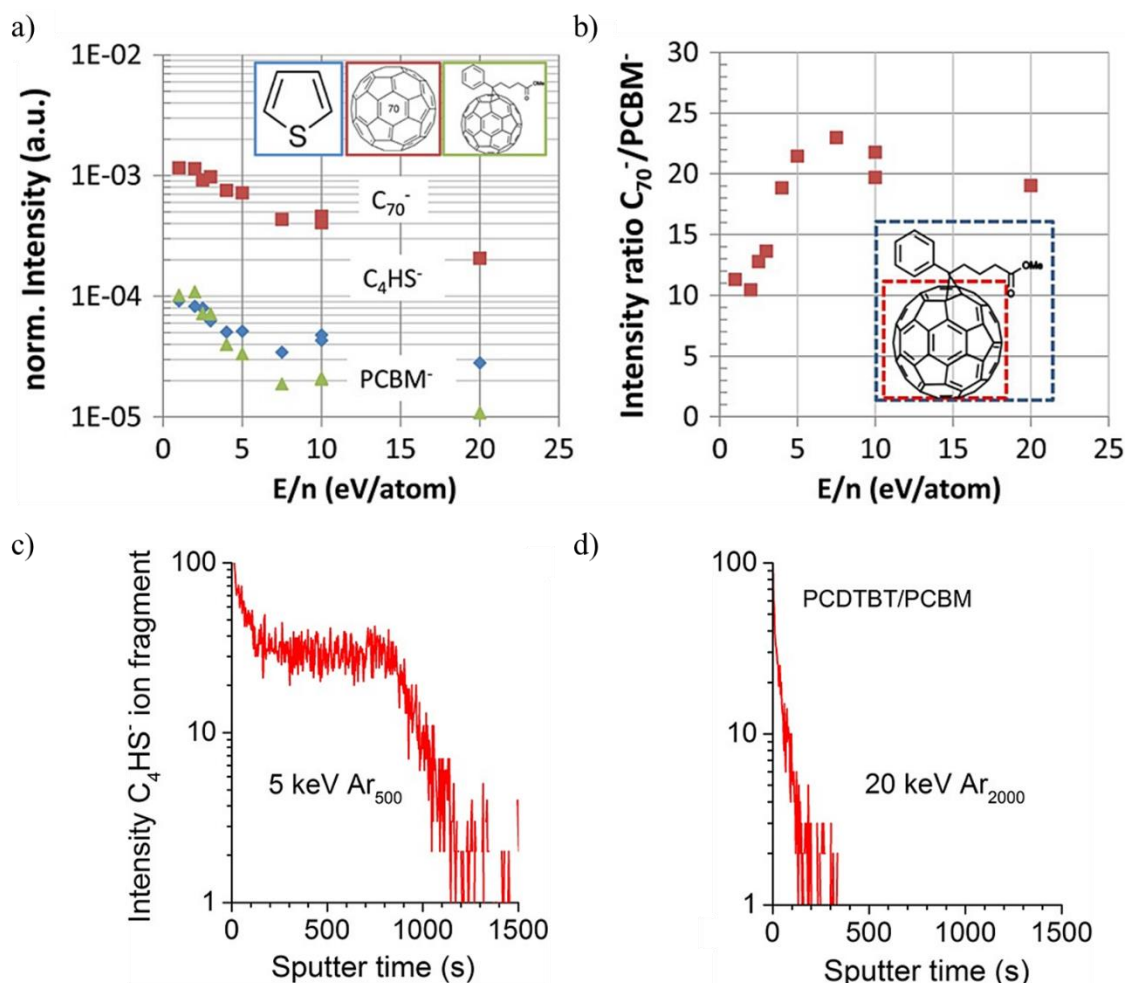 a)
1E-02
1E-03
1E-04
1E-05
norm. Intensity (a.u.)
S
70
OMe
O
C₇₀⁻
C₄HS⁻
PCBM⁻
0 5 10 15 20 25
E/n (eV/atom)
b)
30
25
20
15
10
5
0
Intensity ratio C₇₀⁻/PCBM⁻
OMe
O
0 5 10 15 20 25
E/n (eV/atom)
c)
100
10
1
Intensity C₄HS⁻ ion fragment
5 keV Ar₅₀₀
0 500 1000 1500
Sputter time (s)
d)
100
10
1
PCDTBT/PCBM
20 keV Ar₂₀₀₀
0 500 1000 1500
Sputter time (s)